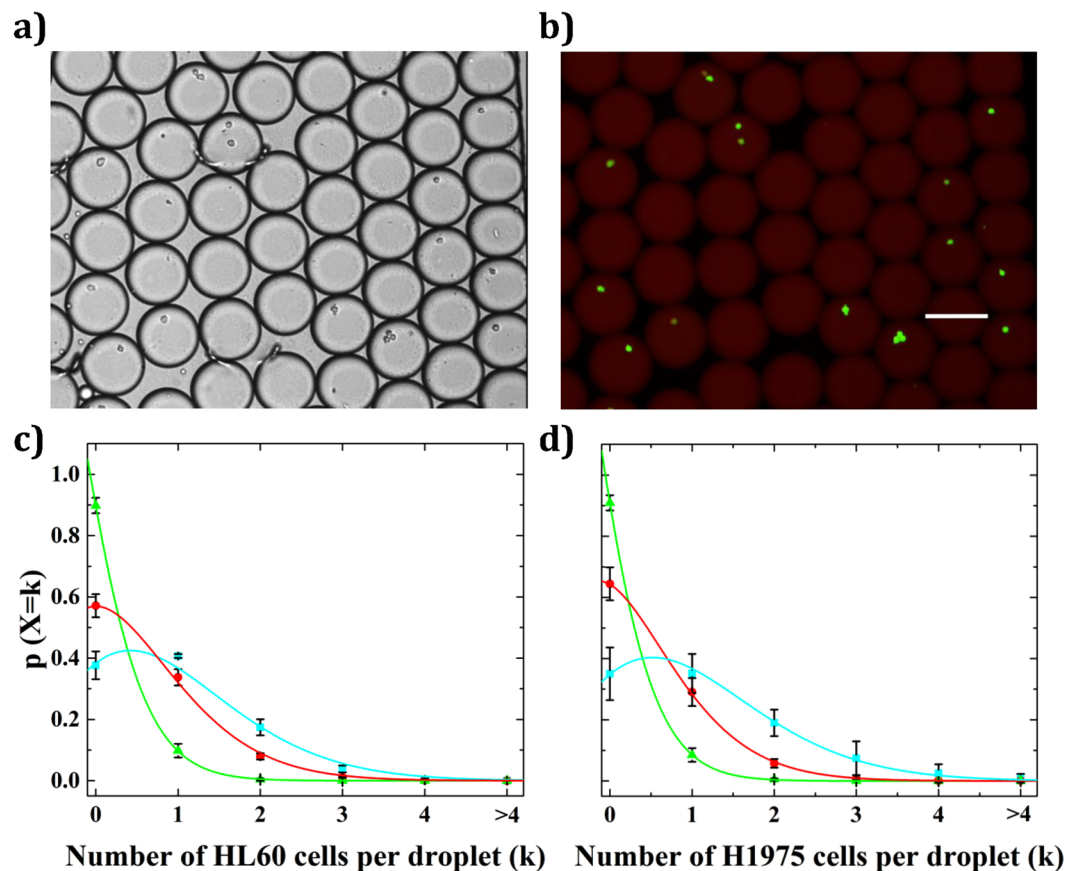 a)
b)
c)
d)
p (X=k)
1.0
0.8
0.6
0.4
0.2
0.0
0 1 2 3 4 >4
0 1 2 3 4 >4
Number of HL60 cells per droplet (k)
Number of H1975 cells per droplet (k)